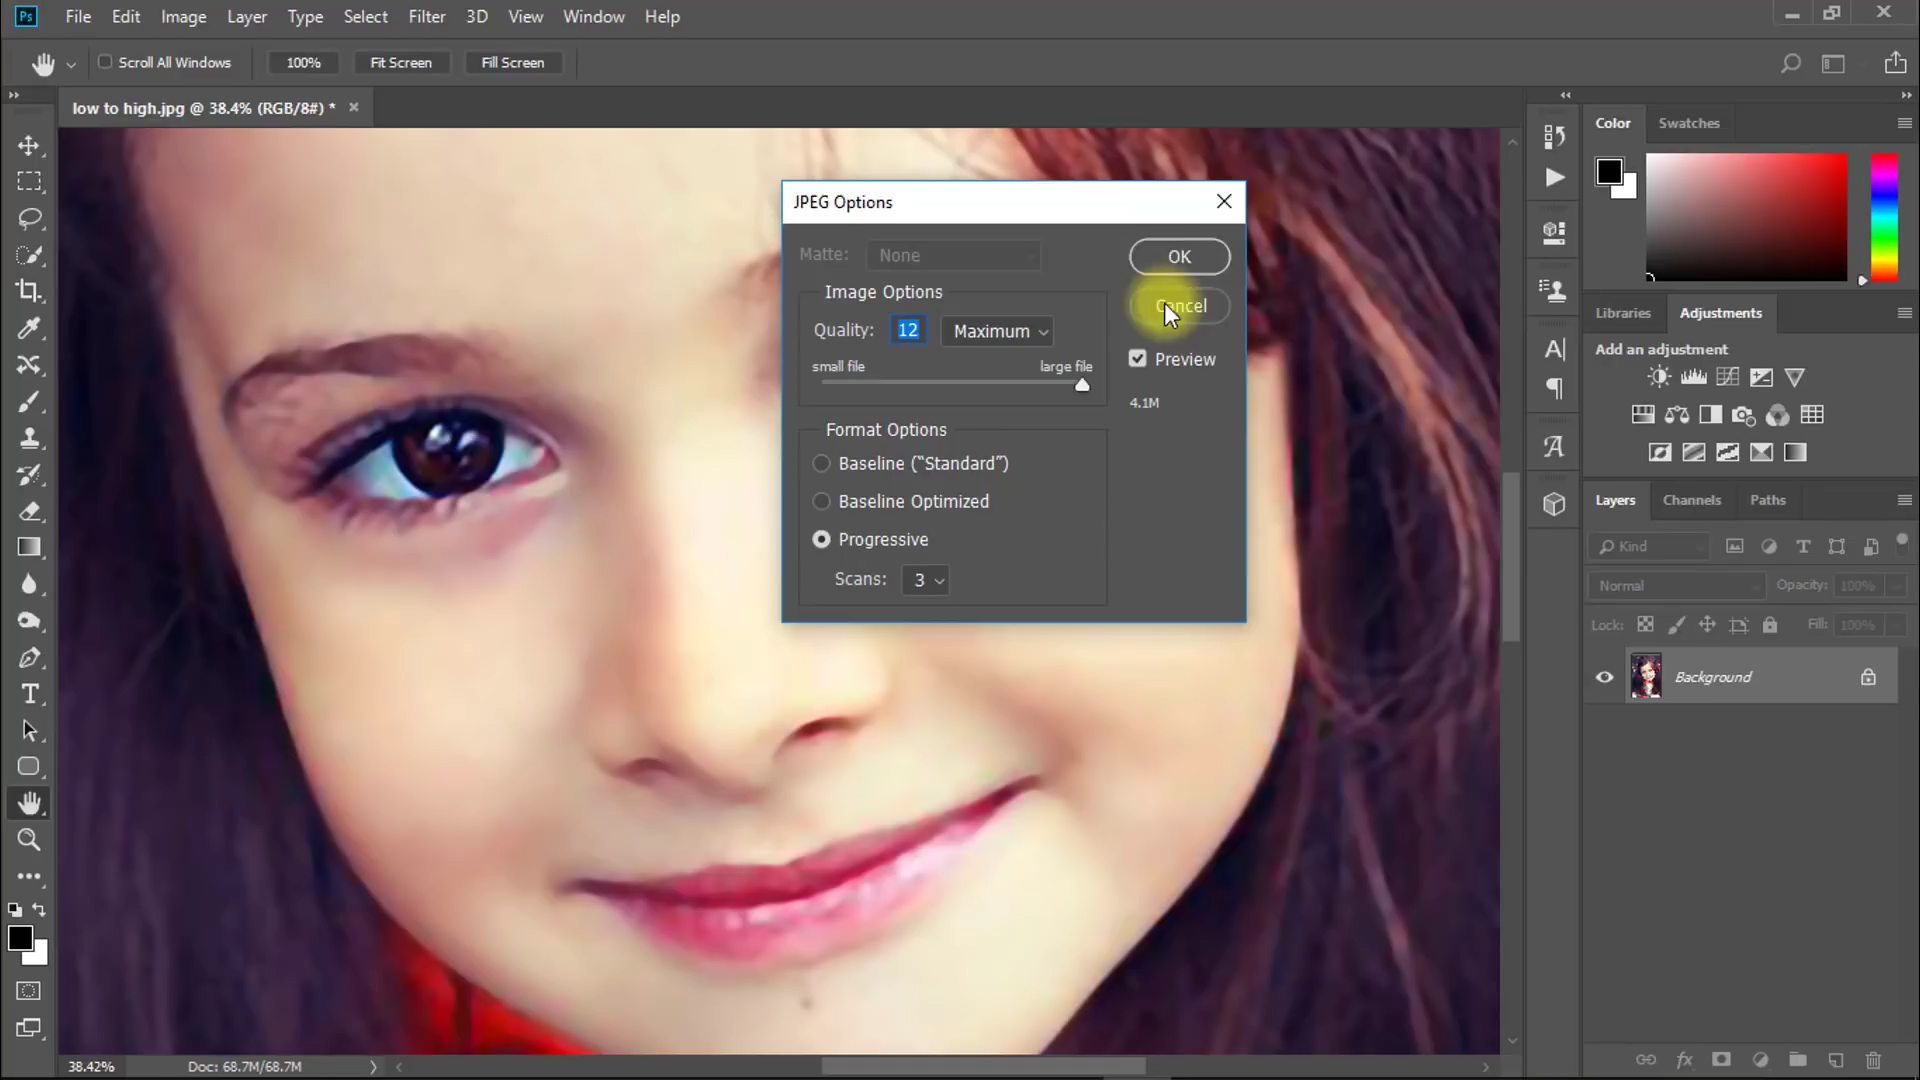 Ps File Edit Image Layer Type Select Filter 3D View Window Help
Scroll All Windows 100% Fit Screen Fill Screen
low to high.jpg @ 38.4% (RGB/8#) *
JPEG Options
Matte: None
OK
Image Options
Cancel
Quality: 12 Maximum
small file large file
Preview
4.1M
Format Options
Baseline (“Standard”)
Baseline Optimized
Progressive
Scans: 3
Color Swatches
Libraries Adjustments
Add an adjustment
Layers Channels Paths
Kind
Normal Opacity: 100%
Lock: Fill: 100%
Background
38.42% Doc: 68.7M/68.7M